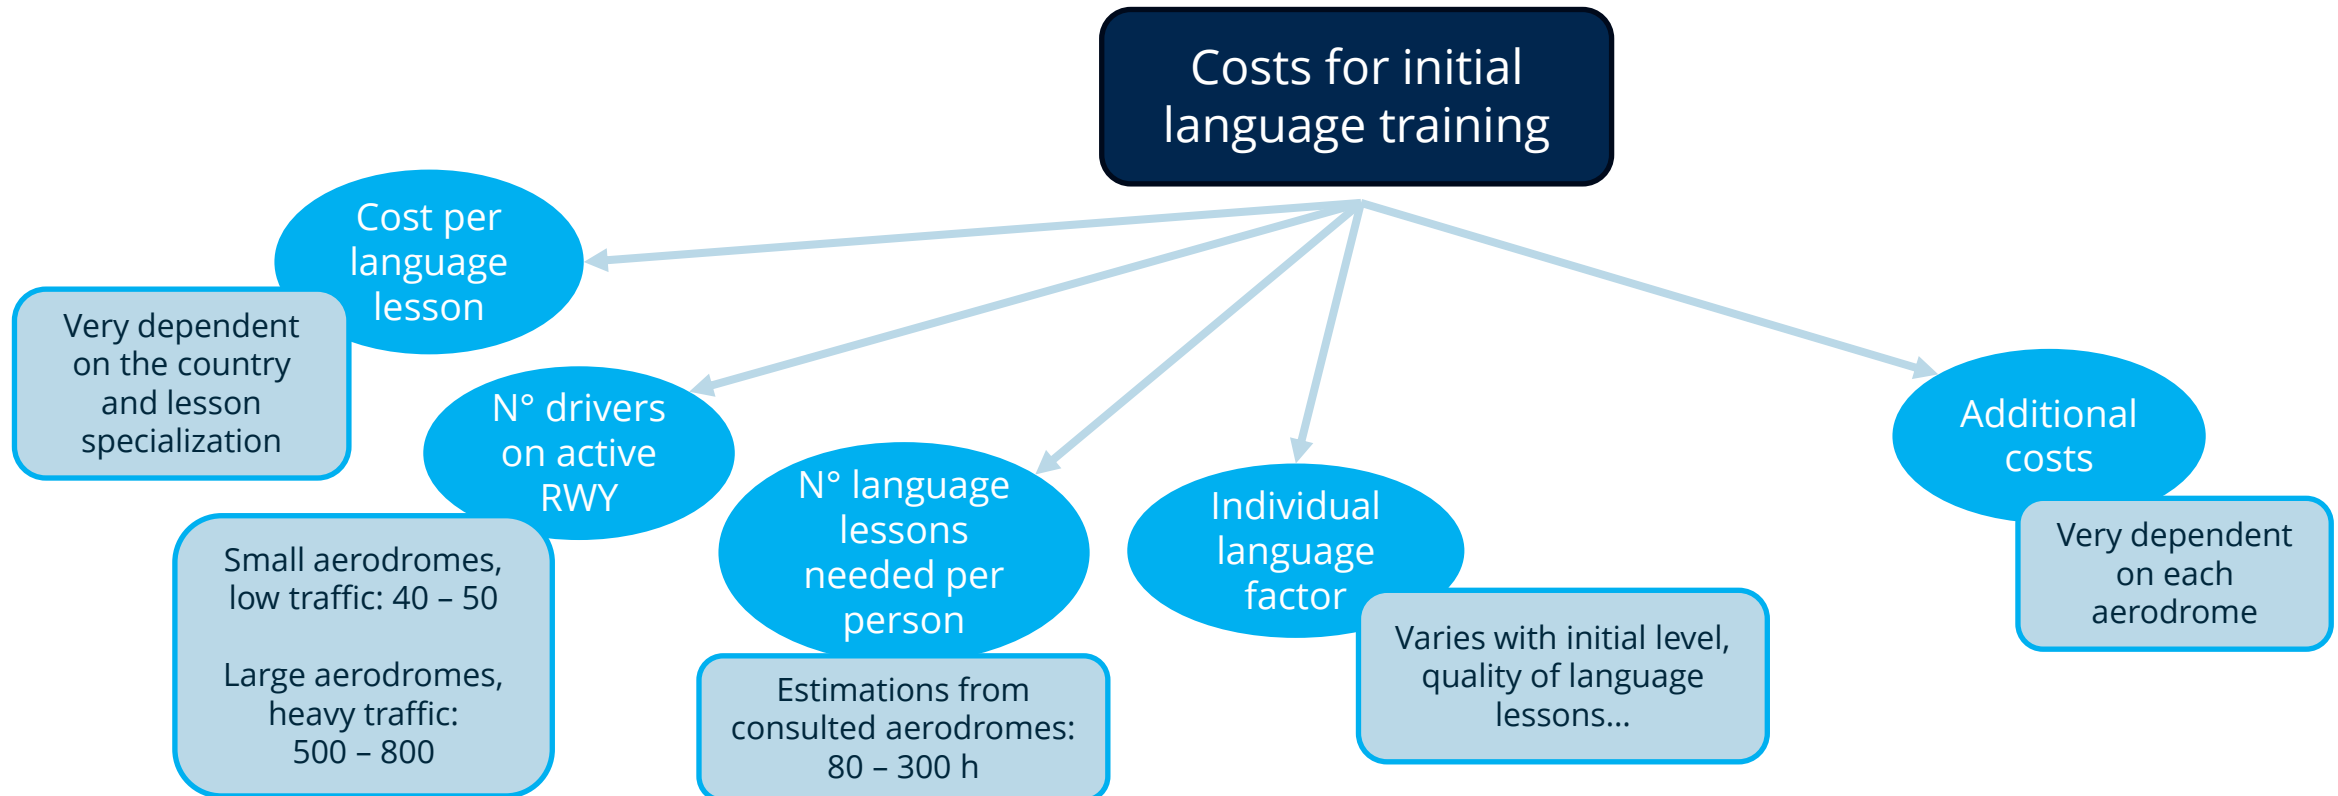 Costs for initial
language training
Cost per
language
lesson
Very dependent
on the country
and lesson
specialization
N° drivers
on active
RWY
Small aerodromes,
low traffic: 40 – 50
Large aerodromes,
heavy traffic:
500 – 800
N° language
lessons
needed per
person
Estimations from
consulted aerodromes:
80 – 300 h
Individual
language
factor
Varies with initial level,
quality of language
lessons...
Additional
costs
Very dependent
on each
aerodrome